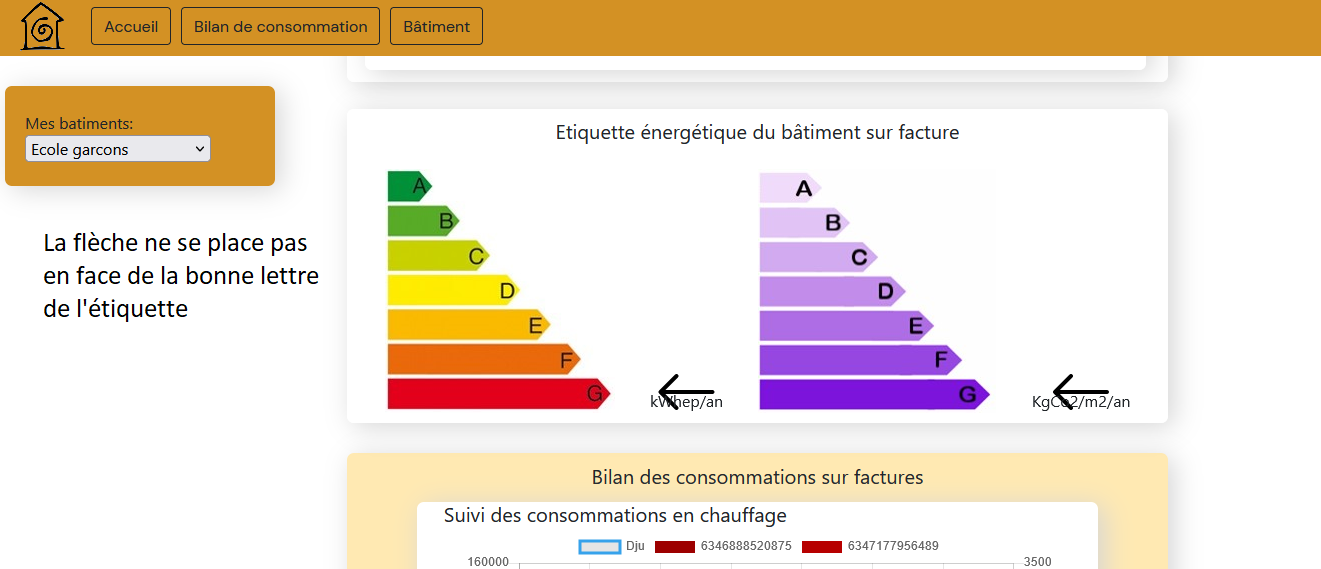 Accueil
Bilan de consommation
Bâtiment
Mes batiments:
Ecole garcons
La flèche ne se place pas
en face de la bonne lettre
de l'étiquette
Etiquette énergétique du bâtiment sur facture
A
B
C
D
E
F
G
kWhep/an
A
B
C
D
E
F
G
KgCo2/m2/an
Bilan des consommations sur factures
Suivi des consommations en chauffage
Dju
6346888520875
6347177956489
160000
3500